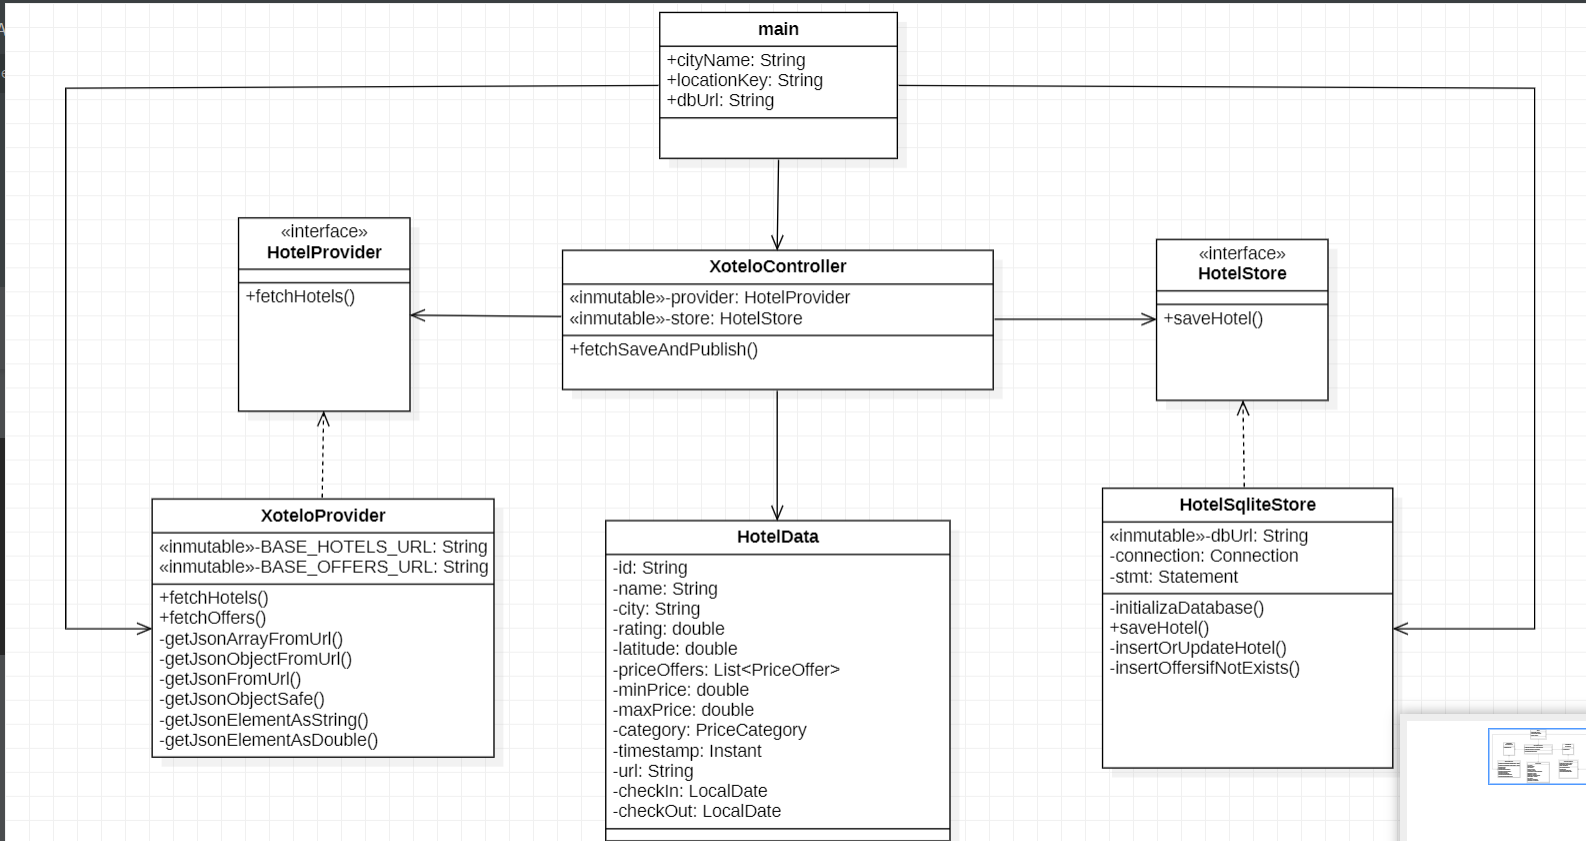 main
+cityName: String
+locationKey: String
+dbUrl: String
«interface»
HotelProvider
+fetchHotels()
XoteloController
«inmutable»-provider: HotelProvider
«inmutable»-store: HotelStore
+fetchSaveAndPublish()
«interface»
HotelStore
+saveHotel()
XoteloProvider
«inmutable»-BASE_HOTELS_URL: String
«inmutable»-BASE_OFFERS_URL: String
+fetchHotels()
+fetchOffers()
-getJsonArrayFromUrl()
-getJsonObjectFromUrl()
-getJsonFromUrl()
-getJsonObjectSafe()
-getJsonElementAsString()
-getJsonElementAsDouble()
HotelData
-id: String
-name: String
-city: String
-rating: double
-latitude: double
-priceOffers: List<PriceOffer>
-minPrice: double
-maxPrice: double
-category: PriceCategory
-timestamp: Instant
-url: String
-checkIn: LocalDate
-checkOut: LocalDate
HotelSqliteStore
«inmutable»-dbUrl: String
-connection: Connection
-stmt: Statement
-initializaDatabase()
+saveHotel()
-insertOrUpdateHotel()
-insertOffersifNotExists()